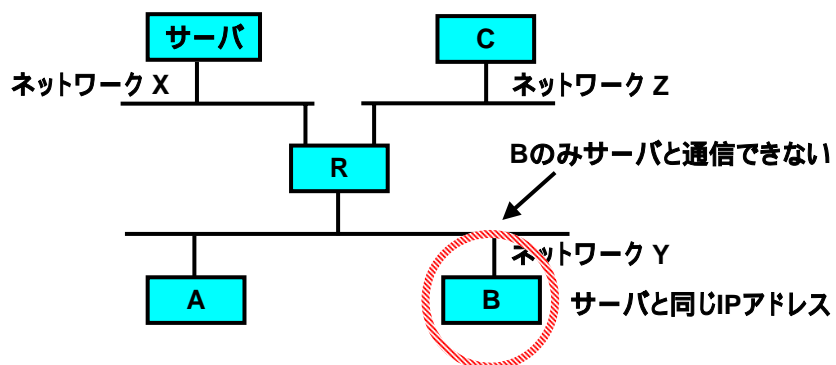 サーバ
C
ネットワーク X
ネットワーク Z
R
Bのみサーバと通信できない
ネットワーク Y
A
B
サーバと同じIPアドレス